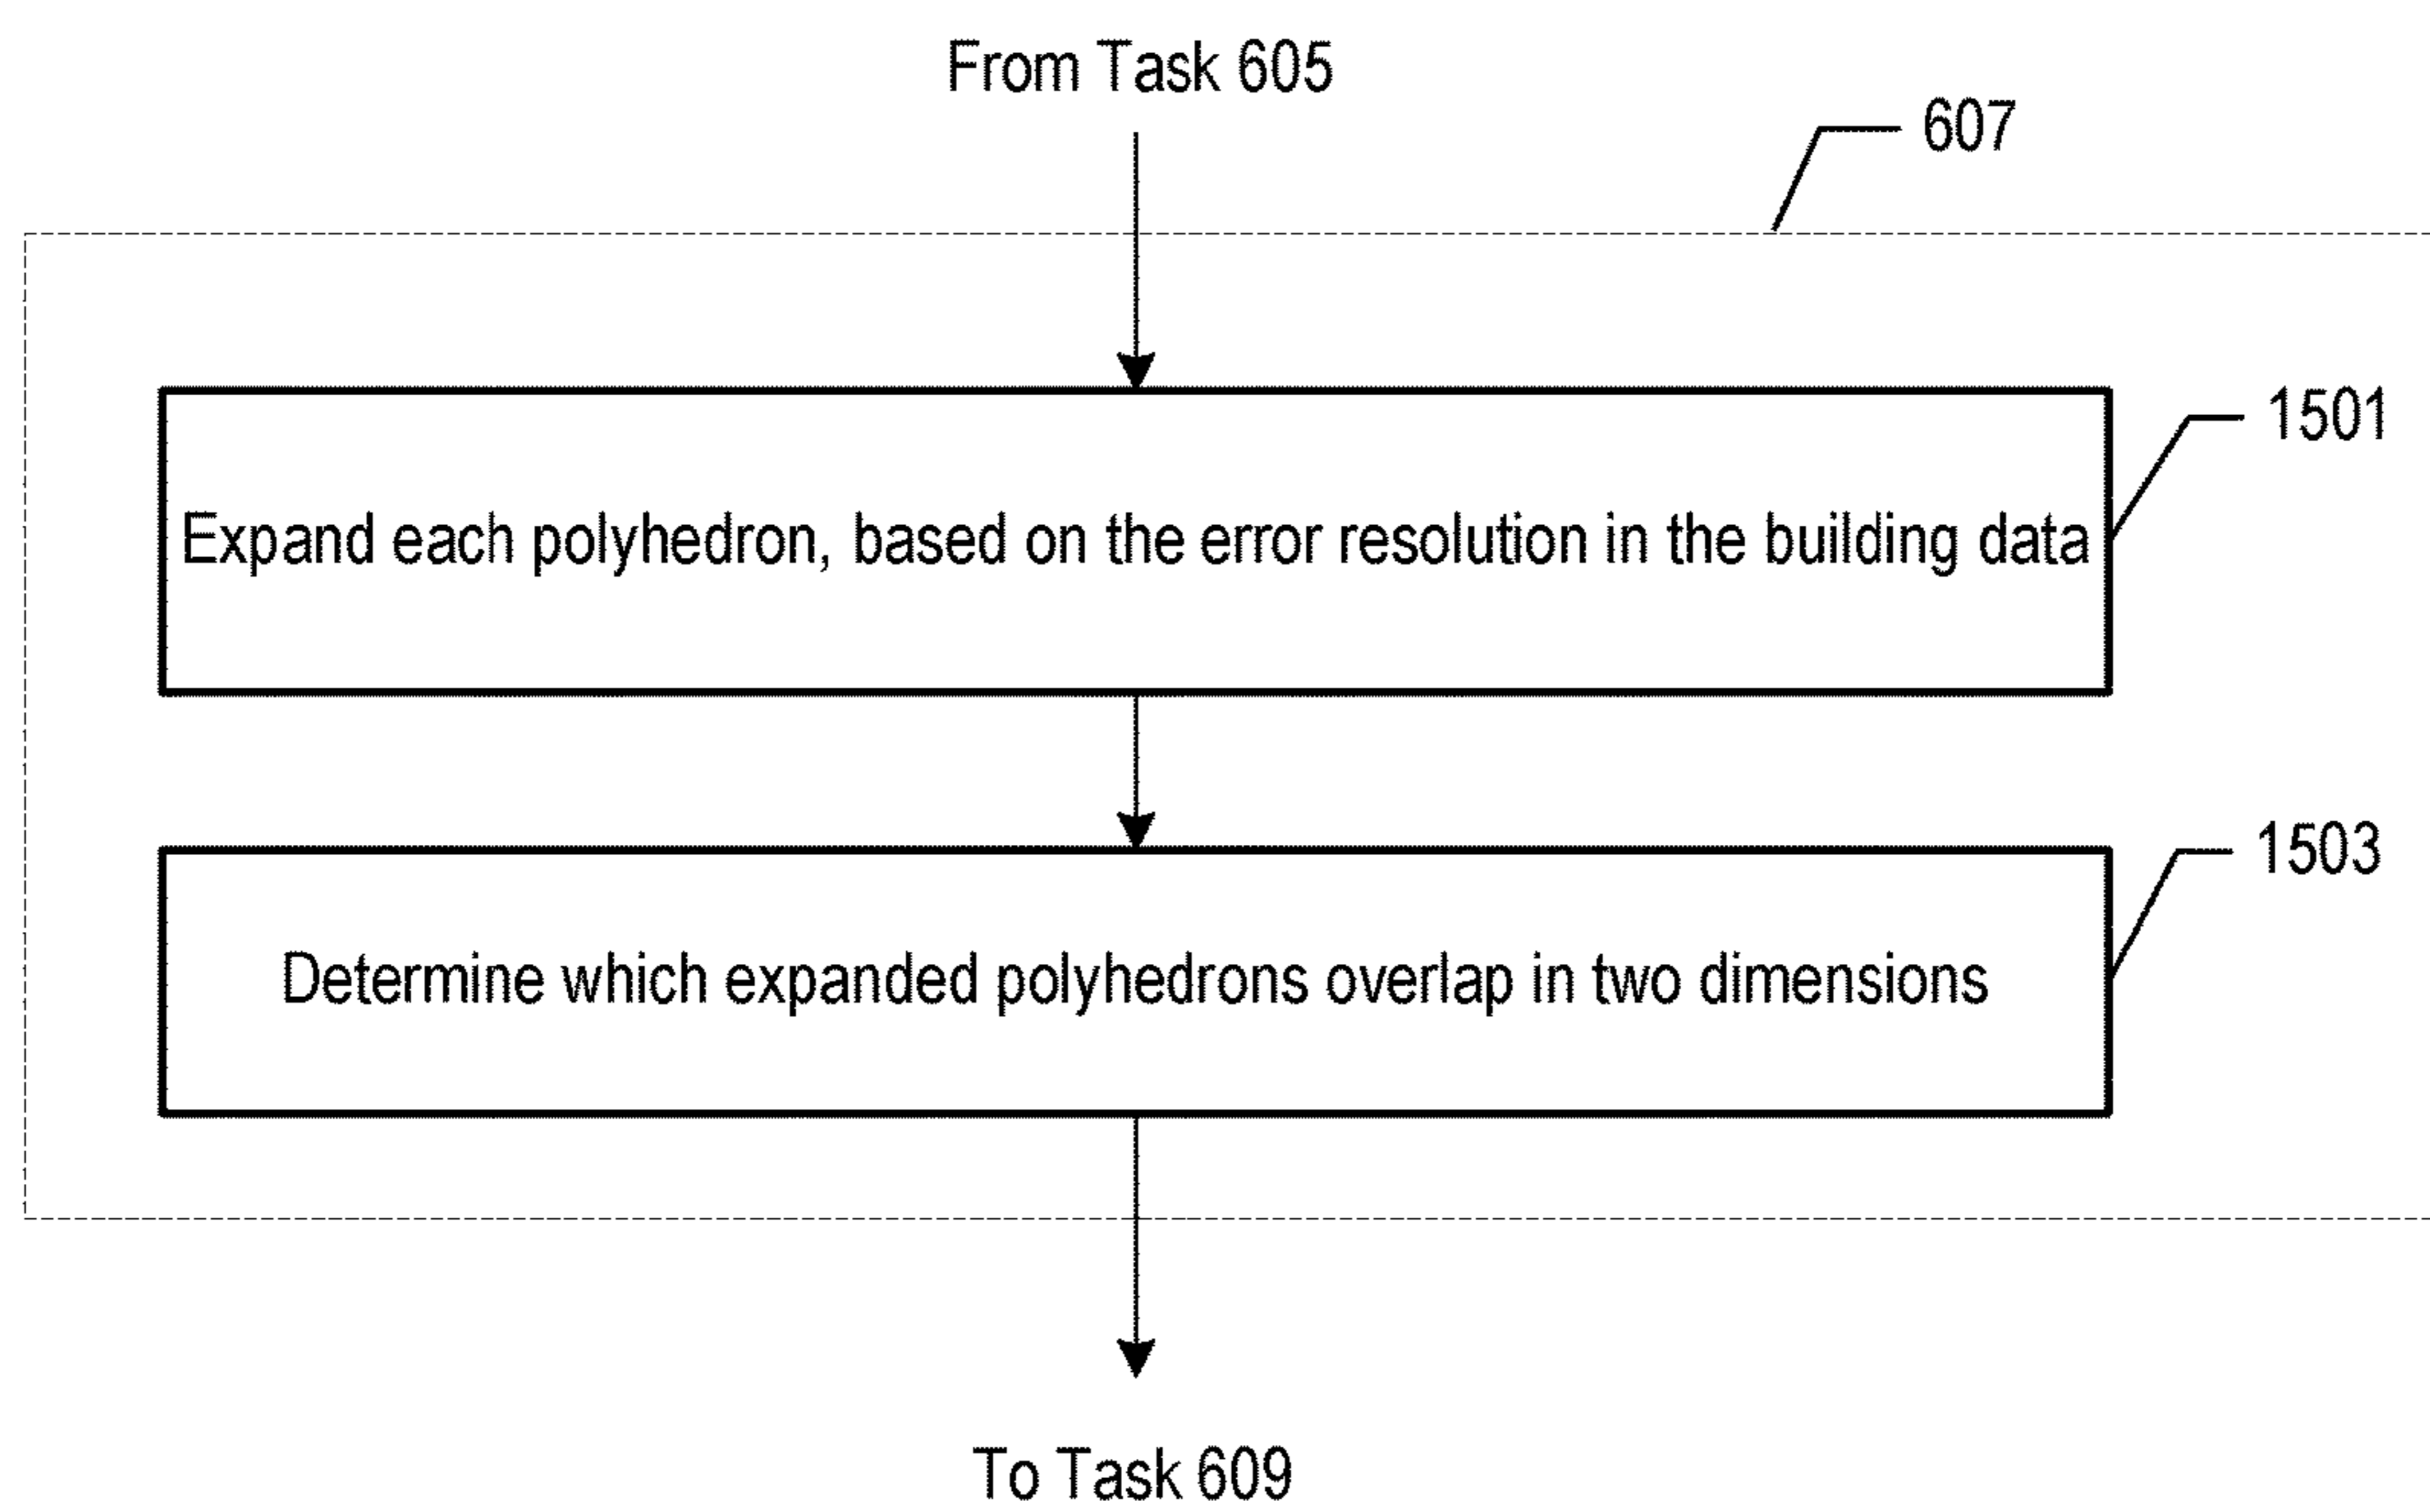 From Task 605
607
1501
Expand each polyhedron, based on the error resolution in the building data
1503
Determine which expanded polyhedrons overlap in two dimensions
To Task 609